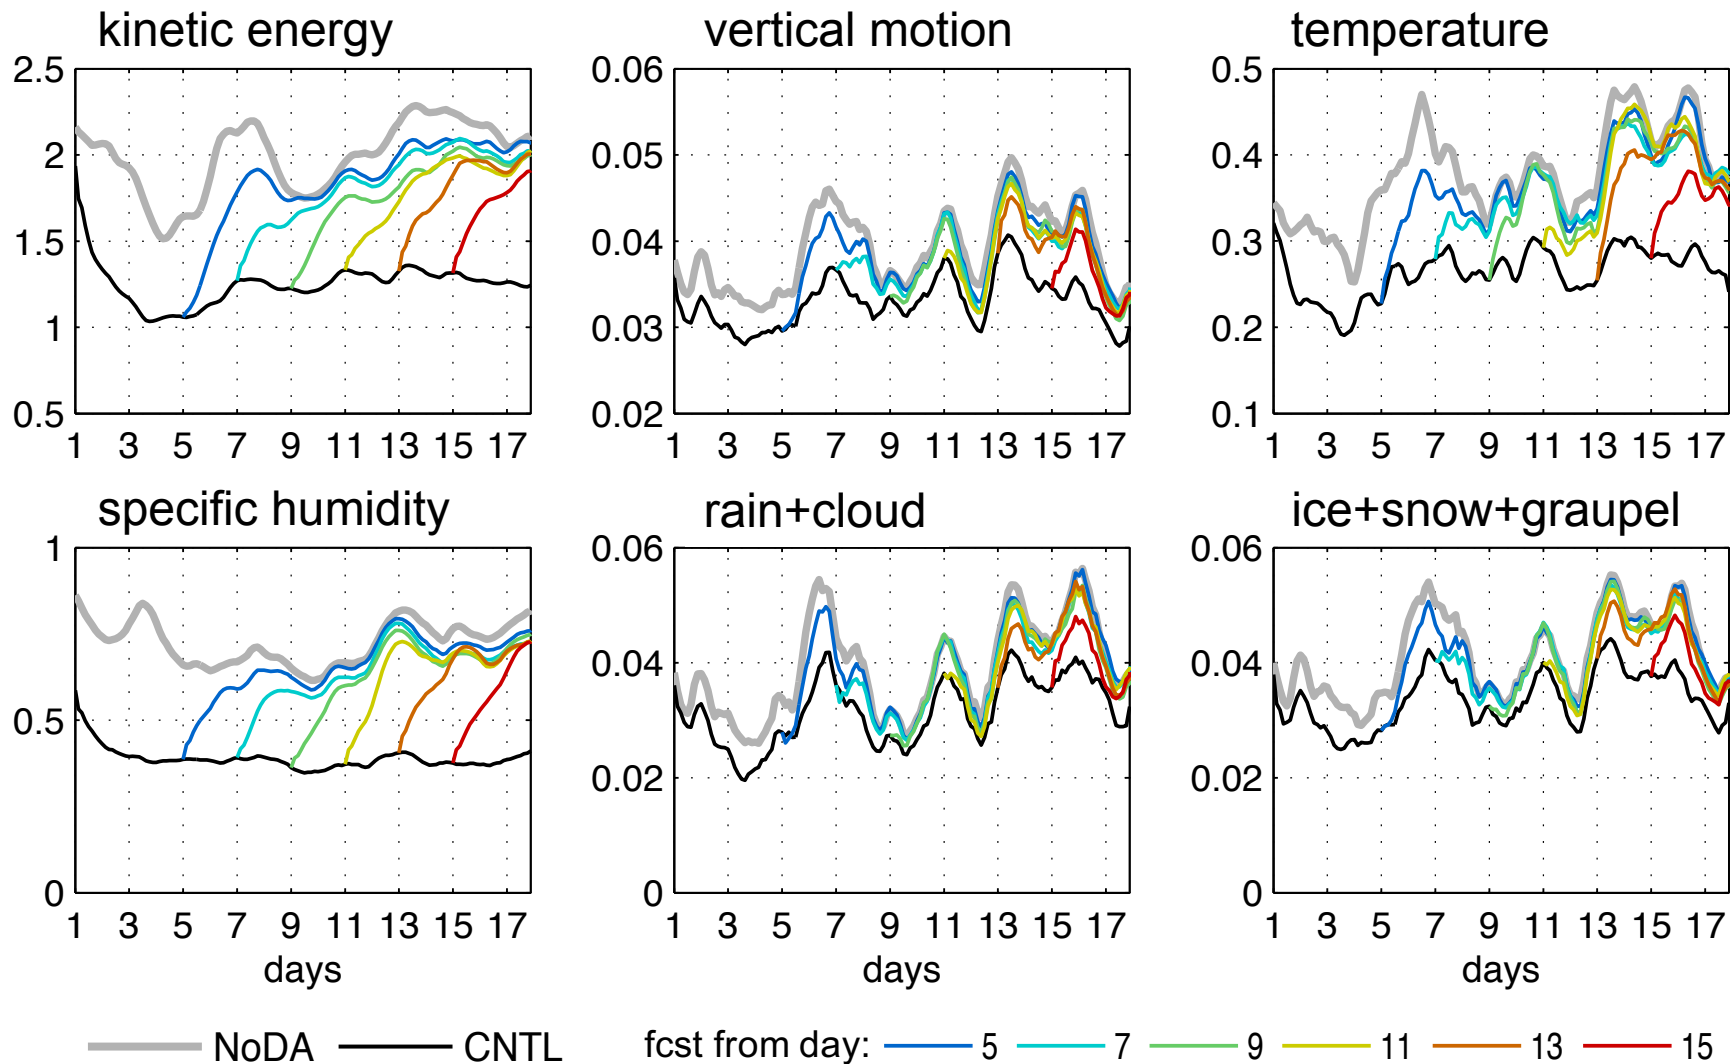 kinetic energy
vertical motion
temperature
2.5
2
1.5
1
0.5
1 3 5 7 9 11 13 15 17
0.06
0.05
0.04
0.03
0.02
1 3 5 7 9 11 13 15 17
0.5
0.4
0.3
0.2
0.1
1 3 5 7 9 11 13 15 17
specific humidity
rain+cloud
ice+snow+graupel
1
0.5
0
1 3 5 7 9 11 13 15 17
days
0.06
0.04
0.02
0
1 3 5 7 9 11 13 15 17
days
0.06
0.04
0.02
0
1 3 5 7 9 11 13 15 17
days
NoDA CNTL fcst from day: 5 7 9 11 13 15